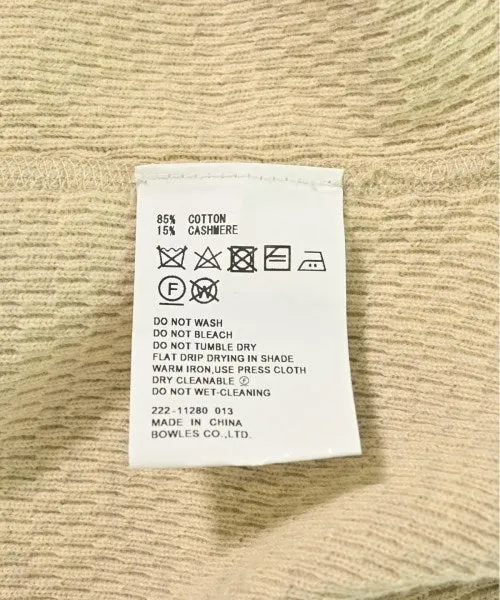 85% COTTON
15% CASHMERE
F W
DO NOT WASH
DO NOT BLEACH
DO NOT TUMBLE DRY
FLAT DRIP DRYING IN SHADE
WARM IRON,USE PRESS CLOTH
DRY CLEANABLE Ⓕ
DO NOT WET-CLEANING
222-11280 013
MADE IN CHINA
BOWLES CO.,LTD.